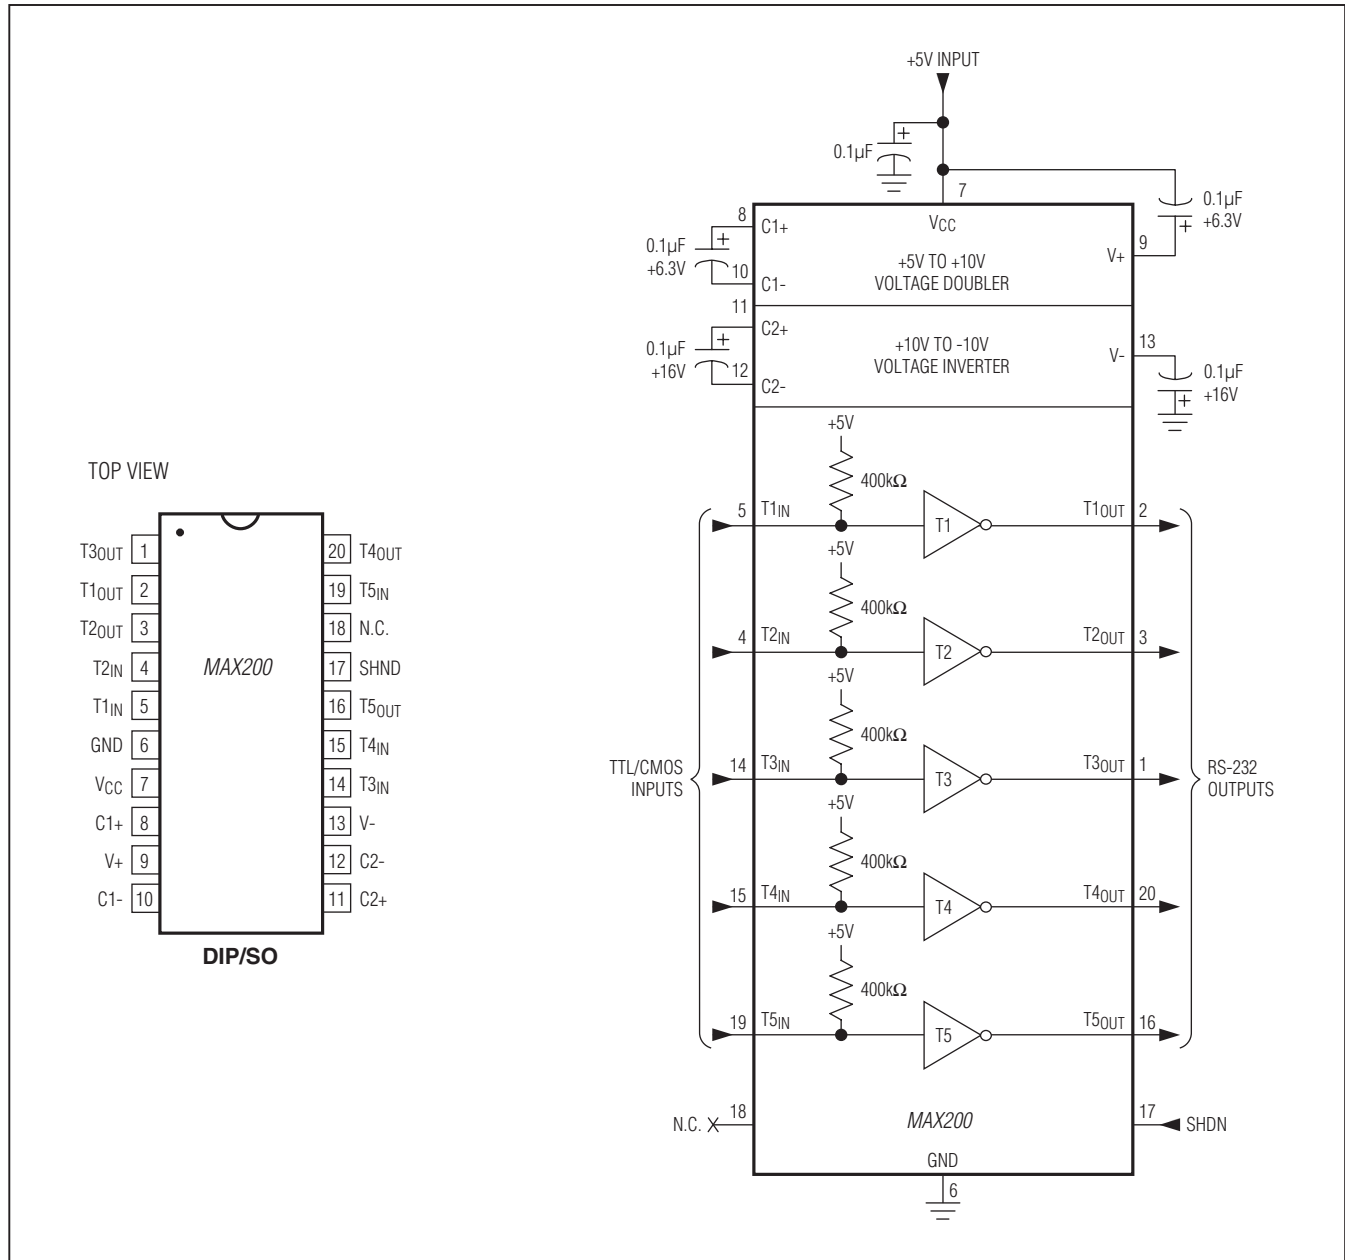 TOP VIEW
T3OUT 1
T1OUT 2
T2OUT 3
T2IN 4
T1IN 5
GND 6
VCC 7
C1+ 8
V+ 9
C1- 10
MAX200
20 T4OUT
19 T5IN
18 N.C.
17 SHND
16 T5OUT
15 T4IN
14 T3IN
13 V-
12 C2-
11 C2+
DIP/SO
+5V INPUT
0.1µF
+
7
VCC
0.1µF
+6.3V
+
9
V+
8
C1+
0.1µF
+6.3V
+
10
C1-
+5V TO +10V
VOLTAGE DOUBLER
11
C2+
0.1µF
+16V
+
12
C2-
+10V TO -10V
VOLTAGE INVERTER
13
V-
0.1µF
+16V
+
+5V
400kΩ
5 T1IN T1 T1OUT 2
+5V
400kΩ
4 T2IN T2 T2OUT 3
+5V
400kΩ
14 T3IN T3 T3OUT 1
TTL/CMOS
INPUTS
RS-232
OUTPUTS
+5V
400kΩ
15 T4IN T4 T4OUT 20
+5V
400kΩ
19 T5IN T5 T5OUT 16
N.C. 18
MAX200
17 SHDN
GND
6